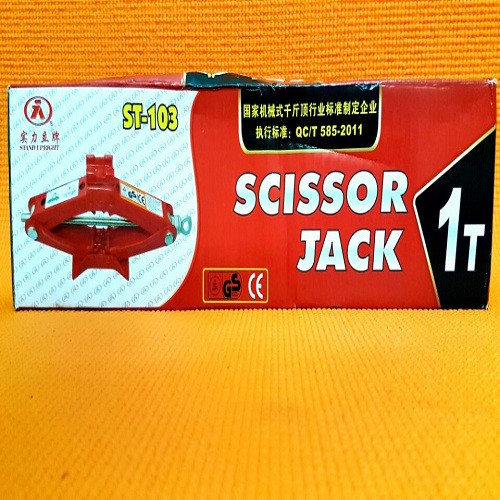 实力立牌
STAND UPRIGHT
ST-103
国家机械式千斤顶行业标准制定企业
执行标准：QC/T 585-2011
SCISSOR
JACK
1T
GS
CE